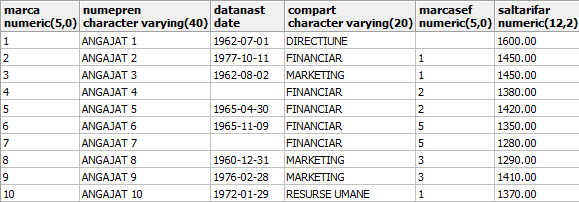 marca numeric(5,0) numepren character varying(40) datanast date compart character varying(20) marcasef numeric(5,0) saltarifar numeric(12,2)
1 ANGAJAT 1 1962-07-01 DIRECTIUNE 1600.00
2 ANGAJAT 2 1977-10-11 FINANCIAR 1 1450.00
3 ANGAJAT 3 1962-08-02 MARKETING 1 1450.00
4 ANGAJAT 4 FINANCIAR 2 1380.00
5 ANGAJAT 5 1965-04-30 FINANCIAR 2 1420.00
6 ANGAJAT 6 1965-11-09 FINANCIAR 5 1350.00
7 ANGAJAT 7 FINANCIAR 5 1280.00
8 ANGAJAT 8 1960-12-31 MARKETING 3 1290.00
9 ANGAJAT 9 1976-02-28 MARKETING 3 1410.00
10 ANGAJAT 10 1972-01-29 RESURSE UMANE 1 1370.00